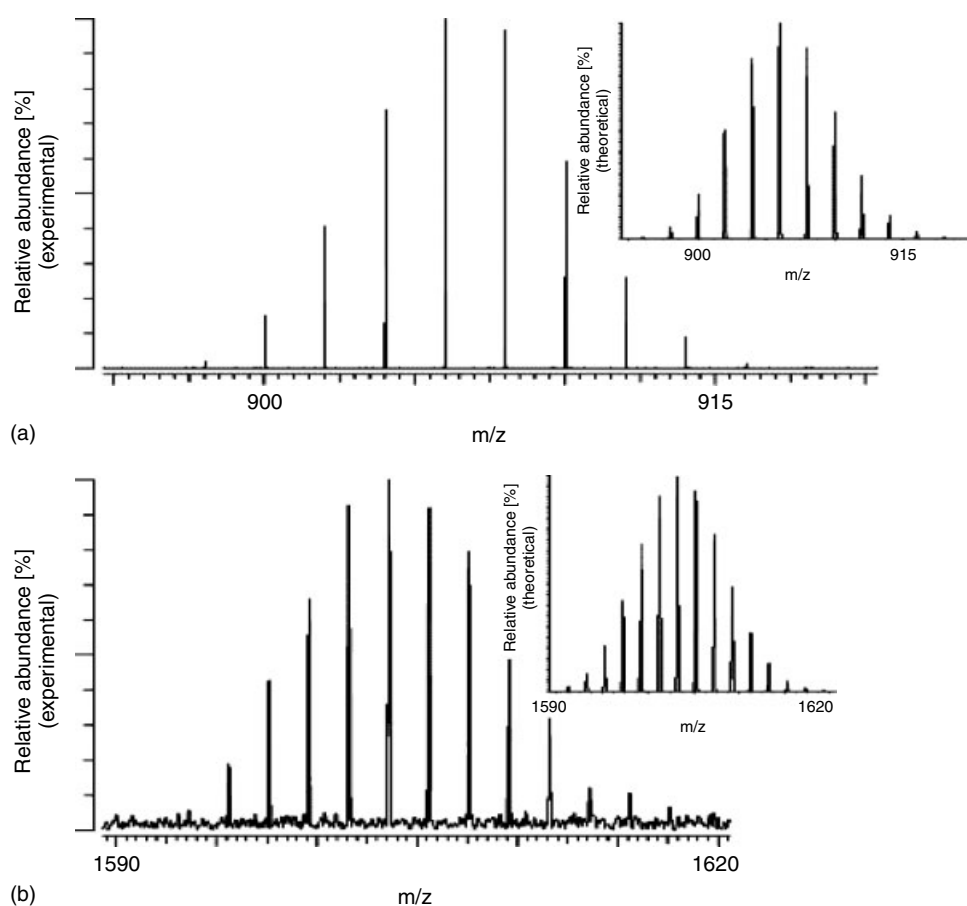 Relative abundance [%]
(experimental)
Relative abundance [%]
(theoretical)
900
915
m/z
900
915
m/z
(a)
Relative abundance [%]
(experimental)
Relative abundance [%]
(theoretical)
1590
1620
m/z
1590
1620
m/z
(b)